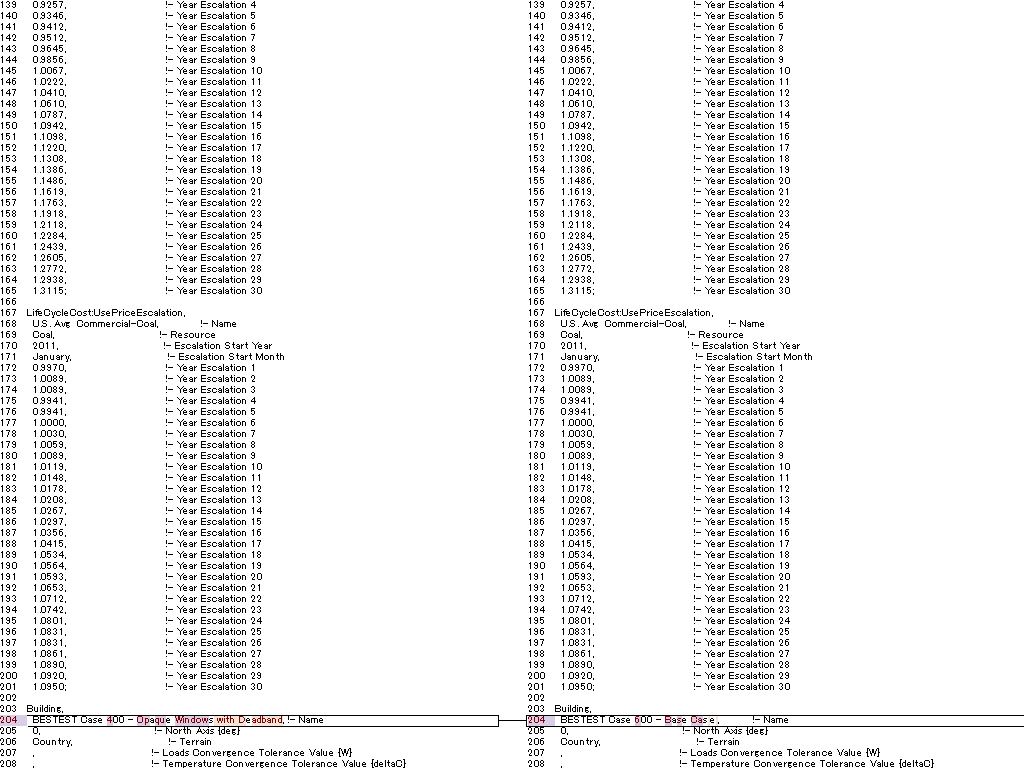 139 0.9257, !- Year Escalation 4
140 0.9346, !- Year Escalation 5
141 0.9412, !- Year Escalation 6
142 0.9512, !- Year Escalation 7
143 0.9645, !- Year Escalation 8
144 0.9856, !- Year Escalation 9
145 1.0067, !- Year Escalation 10
146 1.0222, !- Year Escalation 11
147 1.0410, !- Year Escalation 12
148 1.0610, !- Year Escalation 13
149 1.0787, !- Year Escalation 14
150 1.0942, !- Year Escalation 15
151 1.1098, !- Year Escalation 16
152 1.1220, !- Year Escalation 17
153 1.1308, !- Year Escalation 18
154 1.1386, !- Year Escalation 19
155 1.1486, !- Year Escalation 20
156 1.1619, !- Year Escalation 21
157 1.1763, !- Year Escalation 22
158 1.1918, !- Year Escalation 23
159 1.2118, !- Year Escalation 24
160 1.2284, !- Year Escalation 25
161 1.2439, !- Year Escalation 26
162 1.2605, !- Year Escalation 27
163 1.2772, !- Year Escalation 28
164 1.2938, !- Year Escalation 29
165 1.3115; !- Year Escalation 30
166
167 LifeCycleCost:UsePriceEscalation,
168 U.S. Avg Commercial-Coal, !- Name
169 Coal, !- Resource
170 2011, !- Escalation Start Year
171 January, !- Escalation Start Month
172 0.9970, !- Year Escalation 1
173 1.0089, !- Year Escalation 2
174 1.0089, !- Year Escalation 3
175 0.9941, !- Year Escalation 4
176 0.9941, !- Year Escalation 5
177 1.0000, !- Year Escalation 6
178 1.0030, !- Year Escalation 7
179 1.0059, !- Year Escalation 8
180 1.0089, !- Year Escalation 9
181 1.0119, !- Year Escalation 10
182 1.0148, !- Year Escalation 11
183 1.0178, !- Year Escalation 12
184 1.0208, !- Year Escalation 13
185 1.0267, !- Year Escalation 14
186 1.0297, !- Year Escalation 15
187 1.0356, !- Year Escalation 16
188 1.0415, !- Year Escalation 17
189 1.0534, !- Year Escalation 18
190 1.0564, !- Year Escalation 19
191 1.0593, !- Year Escalation 20
192 1.0653, !- Year Escalation 21
193 1.0712, !- Year Escalation 22
194 1.0742, !- Year Escalation 23
195 1.0801, !- Year Escalation 24
196 1.0831, !- Year Escalation 25
197 1.0831, !- Year Escalation 26
198 1.0861, !- Year Escalation 27
199 1.0890, !- Year Escalation 28
200 1.0920, !- Year Escalation 29
201 1.0950; !- Year Escalation 30
202
203 Building,
204 BESTEST Case 400 - Opaque Windows with Deadband, !- Name
205 0, !- North Axis {deg}
206 Country, !- Terrain
207 , !- Loads Convergence Tolerance Value {W}
208 , !- Temperature Convergence Tolerance Value {deltaC}
139 0.9257, !- Year Escalation 4
140 0.9346, !- Year Escalation 5
141 0.9412, !- Year Escalation 6
142 0.9512, !- Year Escalation 7
143 0.9645, !- Year Escalation 8
144 0.9856, !- Year Escalation 9
145 1.0067, !- Year Escalation 10
146 1.0222, !- Year Escalation 11
147 1.0410, !- Year Escalation 12
148 1.0610, !- Year Escalation 13
149 1.0787, !- Year Escalation 14
150 1.0942, !- Year Escalation 15
151 1.1098, !- Year Escalation 16
152 1.1220, !- Year Escalation 17
153 1.1308, !- Year Escalation 18
154 1.1386, !- Year Escalation 19
155 1.1486, !- Year Escalation 20
156 1.1619, !- Year Escalation 21
157 1.1763, !- Year Escalation 22
158 1.1918, !- Year Escalation 23
159 1.2118, !- Year Escalation 24
160 1.2284, !- Year Escalation 25
161 1.2439, !- Year Escalation 26
162 1.2605, !- Year Escalation 27
163 1.2772, !- Year Escalation 28
164 1.2938, !- Year Escalation 29
165 1.3115; !- Year Escalation 30
166
167 LifeCycleCost:UsePriceEscalation,
168 U.S. Avg Commercial-Coal, !- Name
169 Coal, !- Resource
170 2011, !- Escalation Start Year
171 January, !- Escalation Start Month
172 0.9970, !- Year Escalation 1
173 1.0089, !- Year Escalation 2
174 1.0089, !- Year Escalation 3
175 0.9941, !- Year Escalation 4
176 0.9941, !- Year Escalation 5
177 1.0000, !- Year Escalation 6
178 1.0030, !- Year Escalation 7
179 1.0059, !- Year Escalation 8
180 1.0089, !- Year Escalation 9
181 1.0119, !- Year Escalation 10
182 1.0148, !- Year Escalation 11
183 1.0178, !- Year Escalation 12
184 1.0208, !- Year Escalation 13
185 1.0267, !- Year Escalation 14
186 1.0297, !- Year Escalation 15
187 1.0356, !- Year Escalation 16
188 1.0415, !- Year Escalation 17
189 1.0534, !- Year Escalation 18
190 1.0564, !- Year Escalation 19
191 1.0593, !- Year Escalation 20
192 1.0653, !- Year Escalation 21
193 1.0712, !- Year Escalation 22
194 1.0742, !- Year Escalation 23
195 1.0801, !- Year Escalation 24
196 1.0831, !- Year Escalation 25
197 1.0831, !- Year Escalation 26
198 1.0861, !- Year Escalation 27
199 1.0890, !- Year Escalation 28
200 1.0920, !- Year Escalation 29
201 1.0950; !- Year Escalation 30
202
203 Building,
204 BESTEST Case 600 - Base Case, !- Name
205 0, !- North Axis {deg}
206 Country, !- Terrain
207 , !- Loads Convergence Tolerance Value {W}
208 , !- Temperature Convergence Tolerance Value {deltaC}